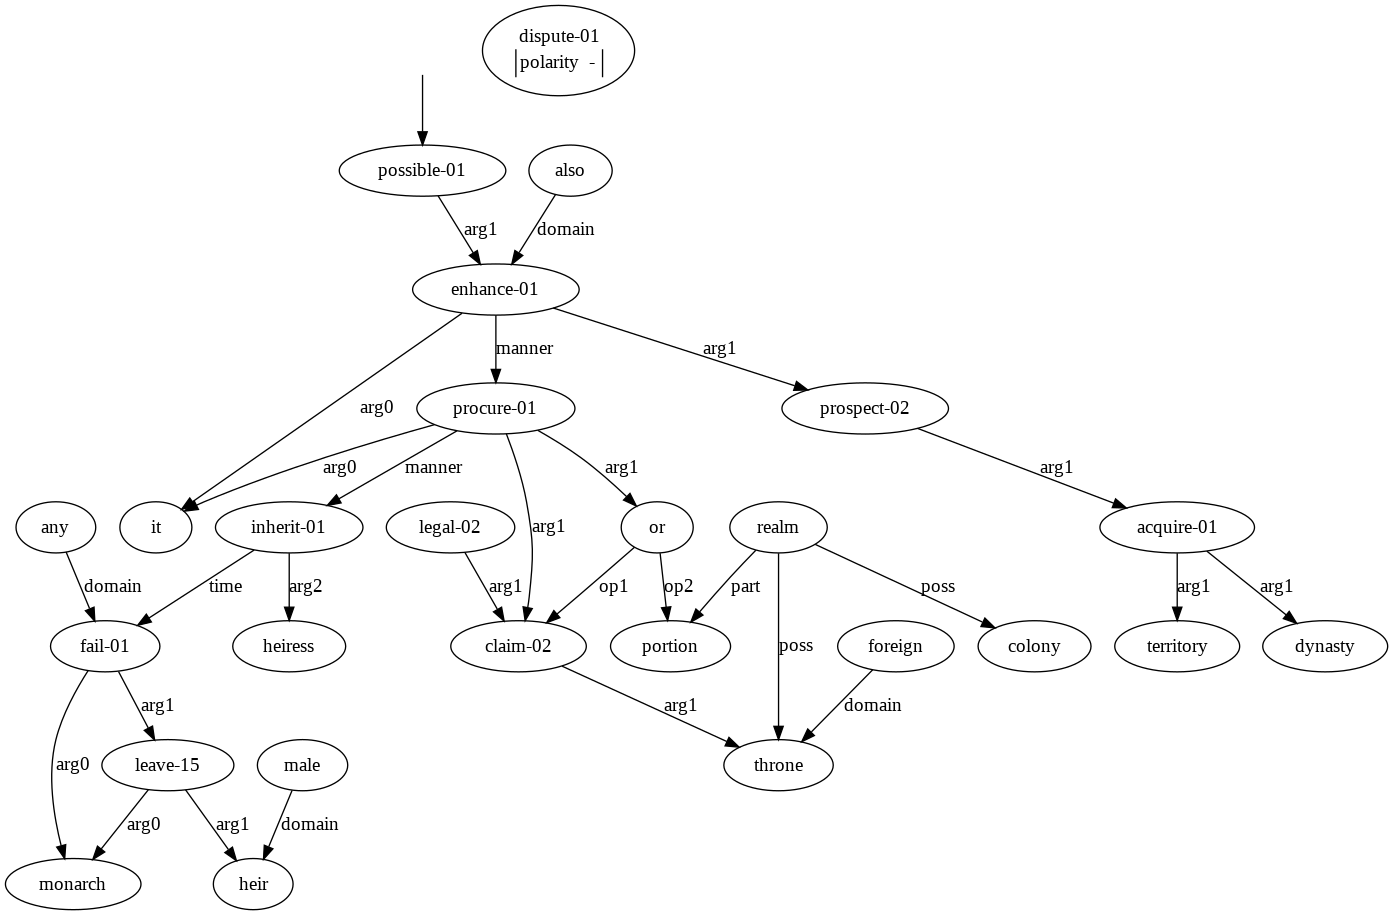 dispute-01
|polarity - |
possible-01
also
arg1
domain
enhance-01
manner
arg1
arg0
procure-01
prospect-02
arg0
manner
arg1
arg1
any
it
inherit-01
legal-02
arg1
or
realm
acquire-01
domain
time
arg2
arg1
op1
op2
part
poss
arg1
arg1
fail-01
heiress
claim-02
portion
poss
foreign
colony
territory
dynasty
arg1
arg1
domain
arg0
leave-15
male
throne
arg0
arg1
domain
monarch
heir